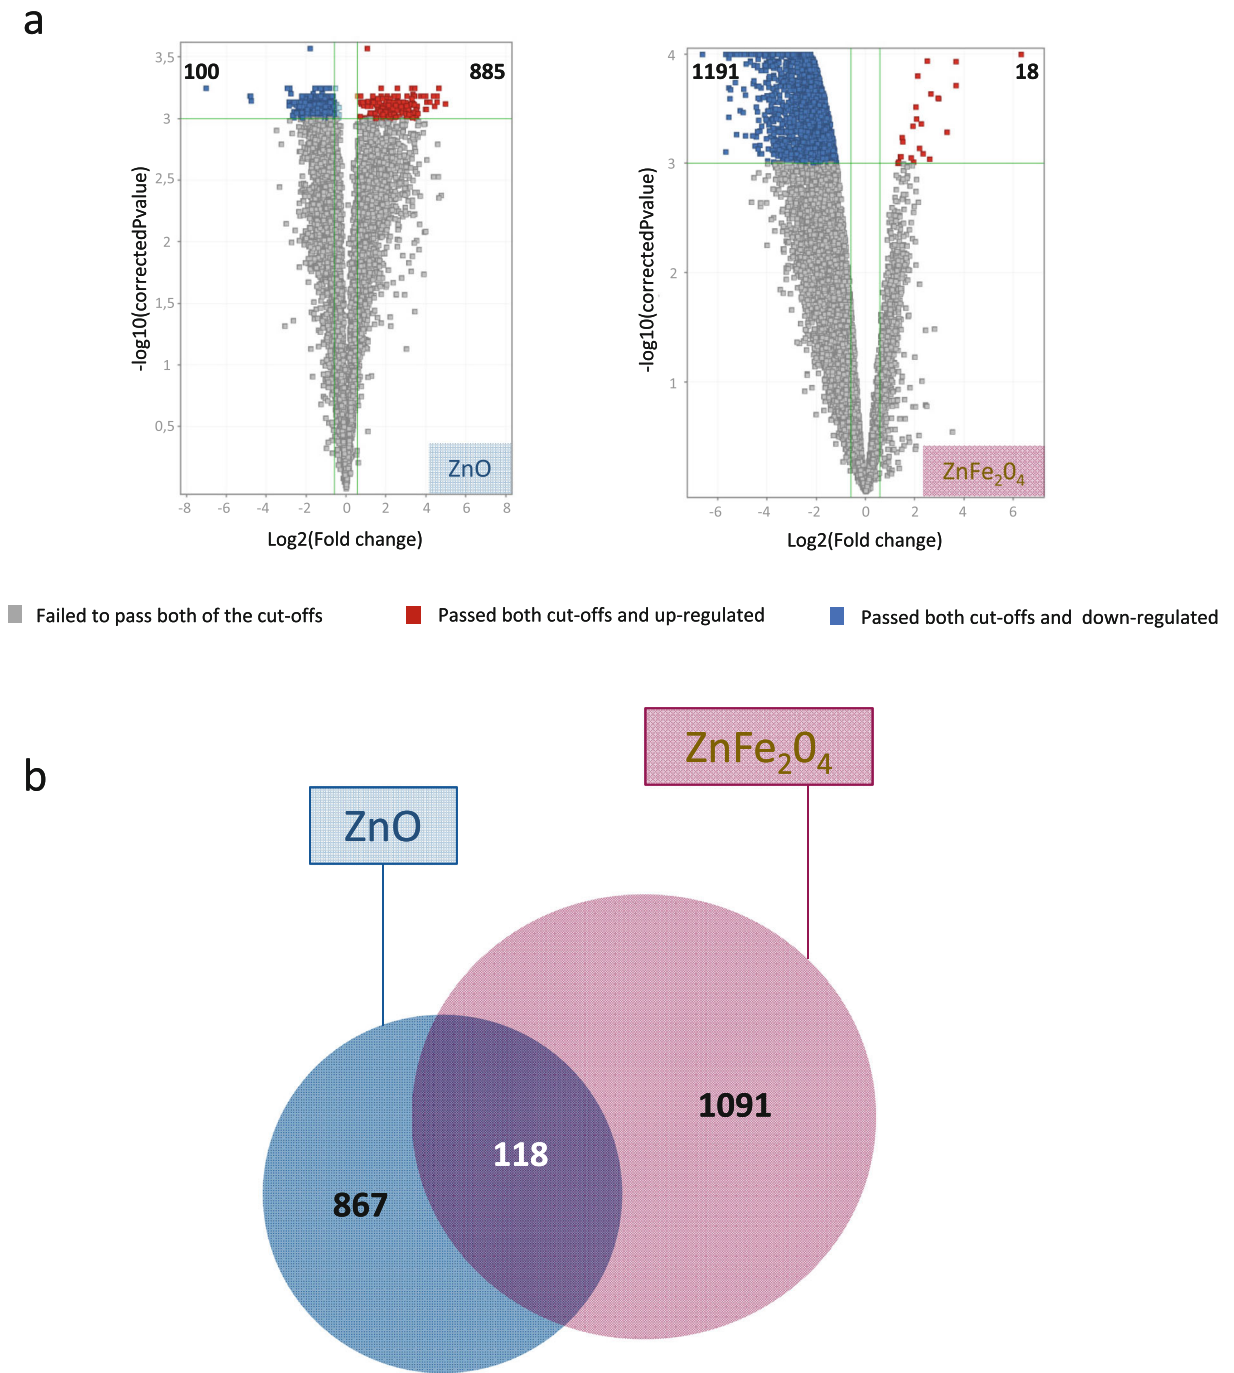 a
100
885
3,5
3
2,5
2
1,5
1
0,5
-8 -6 -4 -2 0 2 4 6 8
-log10(correctedPvalue)
Log2(Fold change)
ZnO
1191
18
4
3
2
1
-6 -4 -2 0 2 4 6
-log10(correctedPvalue)
Log2(Fold change)
ZnFe₂0₄
Failed to pass both of the cut-offs
Passed both cut-offs and up-regulated
Passed both cut-offs and down-regulated
b
ZnFe₂0₄
ZnO
1091
118
867